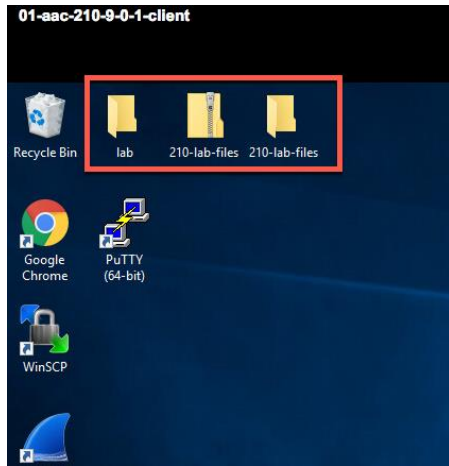 01-aac-210-9-0-1-client
Recycle Bin
lab
210-lab-files
210-lab-files
Google
Chrome
PuTTY
(64-bit)
WinSCP